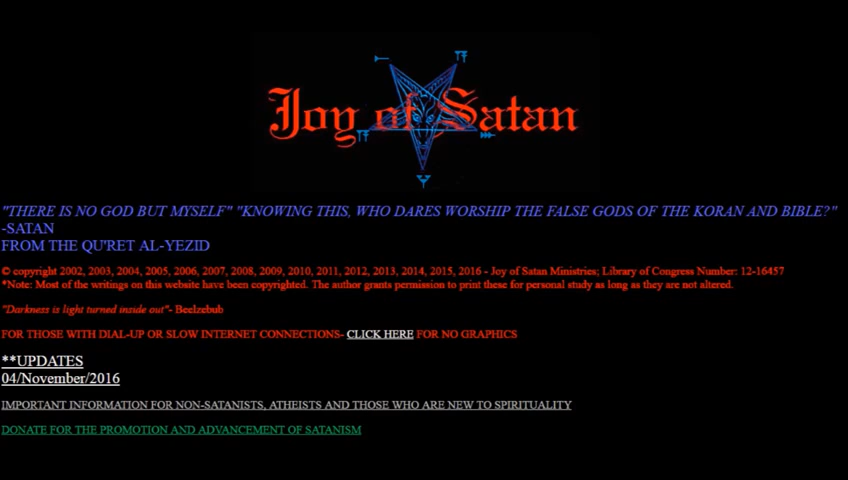 Joy of Satan
"THERE IS NO GOD BUT MYSELF" "KNOWING THIS, WHO DARES WORSHIP THE FALSE GODS OF THE KORAN AND BIBLE?"
-SATAN
FROM THE QU'RET AL-YEZID
© copyright 2002, 2003, 2004, 2005, 2006, 2007, 2008, 2009, 2010, 2011, 2012, 2013, 2014, 2015, 2016 - Joy of Satan Ministries; Library of Congress Number: 12-16457
*Note: Most of the writings on this website have been copyrighted. The author grants permission to print these for personal study as long as they are not altered.
"Darkness is light turned inside out"- Beelzebub
FOR THOSE WITH DIAL-UP OR SLOW INTERNET CONNECTIONS- CLICK HERE FOR NO GRAPHICS
**UPDATES
04/November/2016
IMPORTANT INFORMATION FOR NON-SATANISTS, ATHEISTS AND THOSE WHO ARE NEW TO SPIRITUALITY
DONATE FOR THE PROMOTION AND ADVANCEMENT OF SATANISM